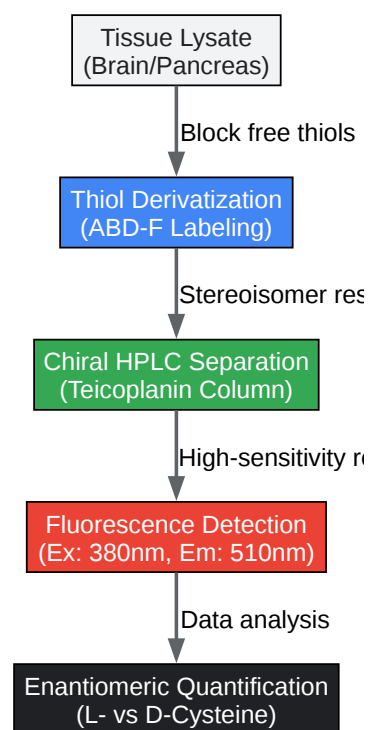 Tissue Lysate
(Brain/Pancreas)
Block free thiols
Thiol Derivatization
(ABD-F Labeling)
Stereoisomer res
Chiral HPLC Separation
(Teicoplanin Column)
High-sensitivity r
Fluorescence Detection
(Ex: 380nm, Em: 510nm)
Data analysis
Enantiomeric Quantification
(L- vs D-Cysteine)